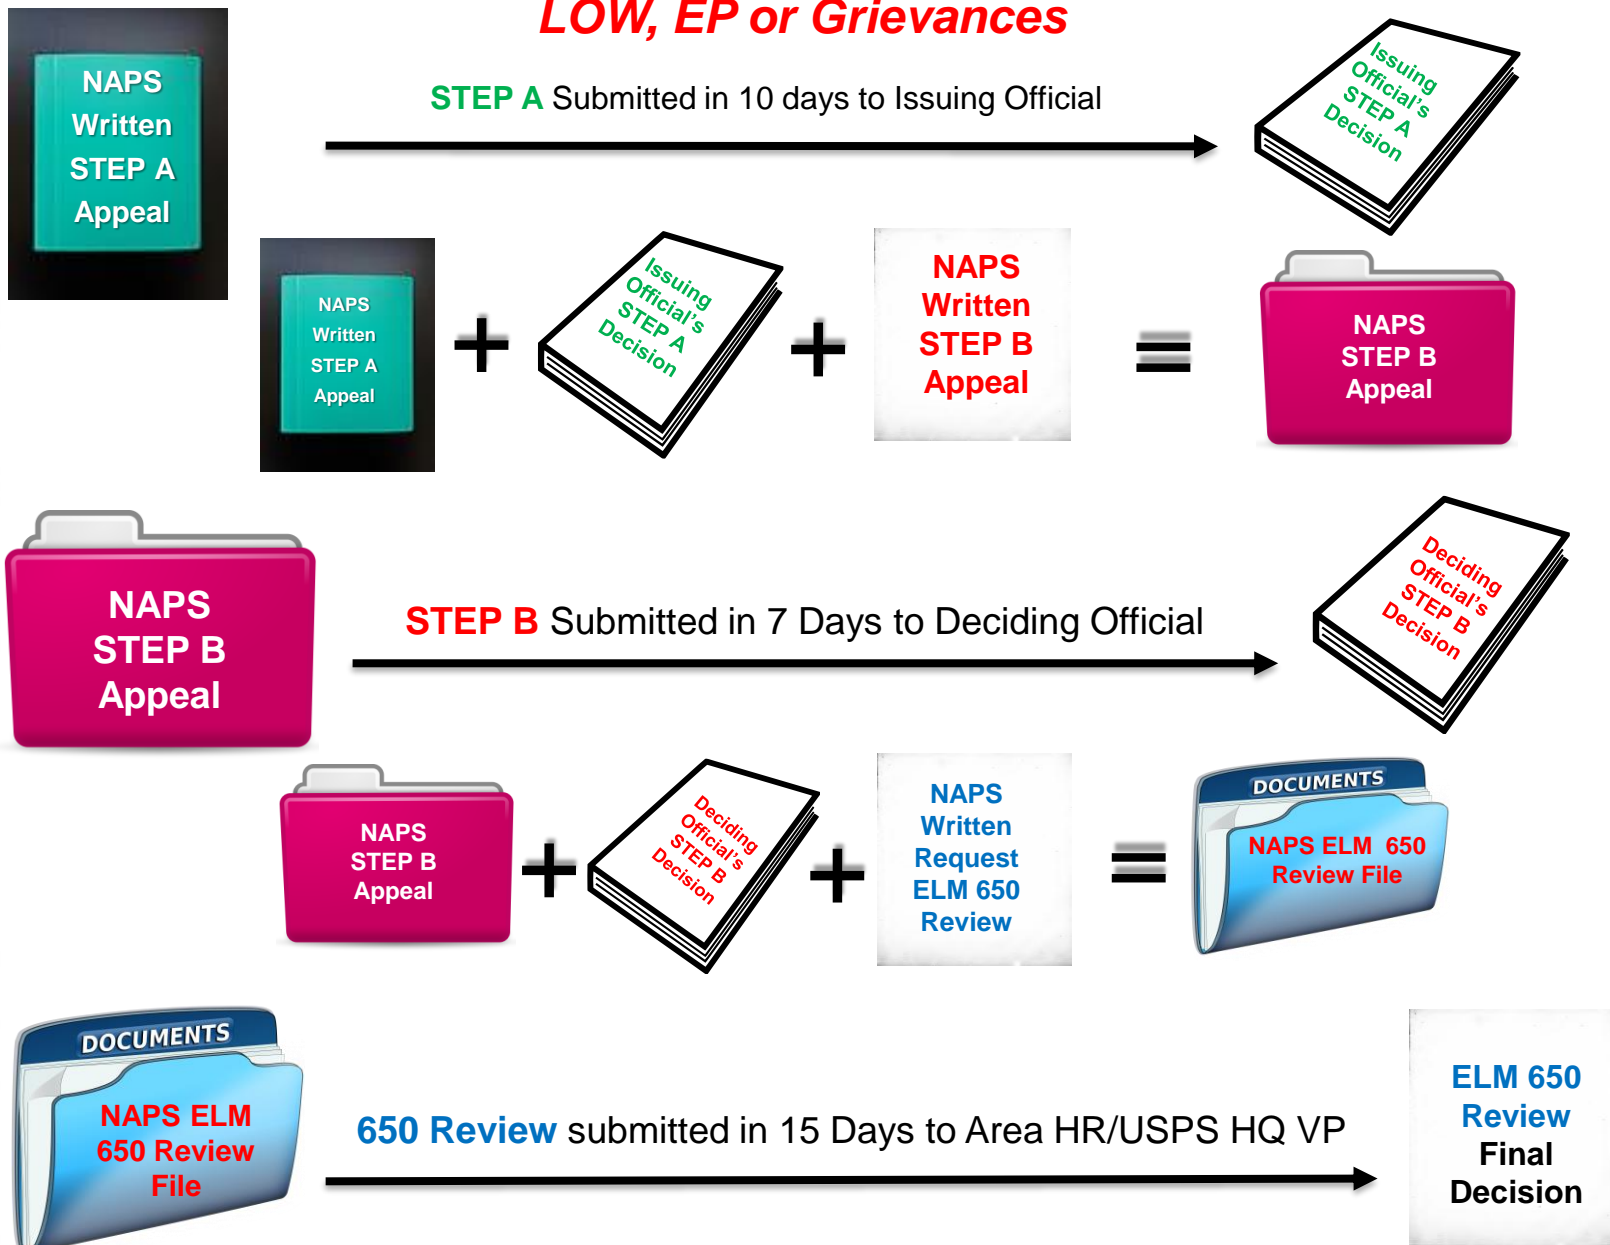 LOW, EP or Grievances
NAPS
Written
STEP A
Appeal
STEP A Submitted in 10 days to Issuing Official
Issuing
Official's
STEP A
Decision
NAPS
Written
STEP A
Appeal
+
Issuing
Official's
STEP A
Decision
+
NAPS
Written
STEP B
Appeal
=
NAPS
STEP B
Appeal
NAPS
STEP B
Appeal
STEP B Submitted in 7 Days to Deciding Official
Deciding
Official's
STEP B
Decision
NAPS
STEP B
Appeal
+
Deciding
Official's
STEP B
Decision
+
NAPS
Written
Request
ELM 650
Review
=
DOCUMENTS
NAPS ELM 650
Review File
DOCUMENTS
NAPS ELM
650 Review
File
650 Review submitted in 15 Days to Area HR/USPS HQ VP
ELM 650
Review
Final
Decision